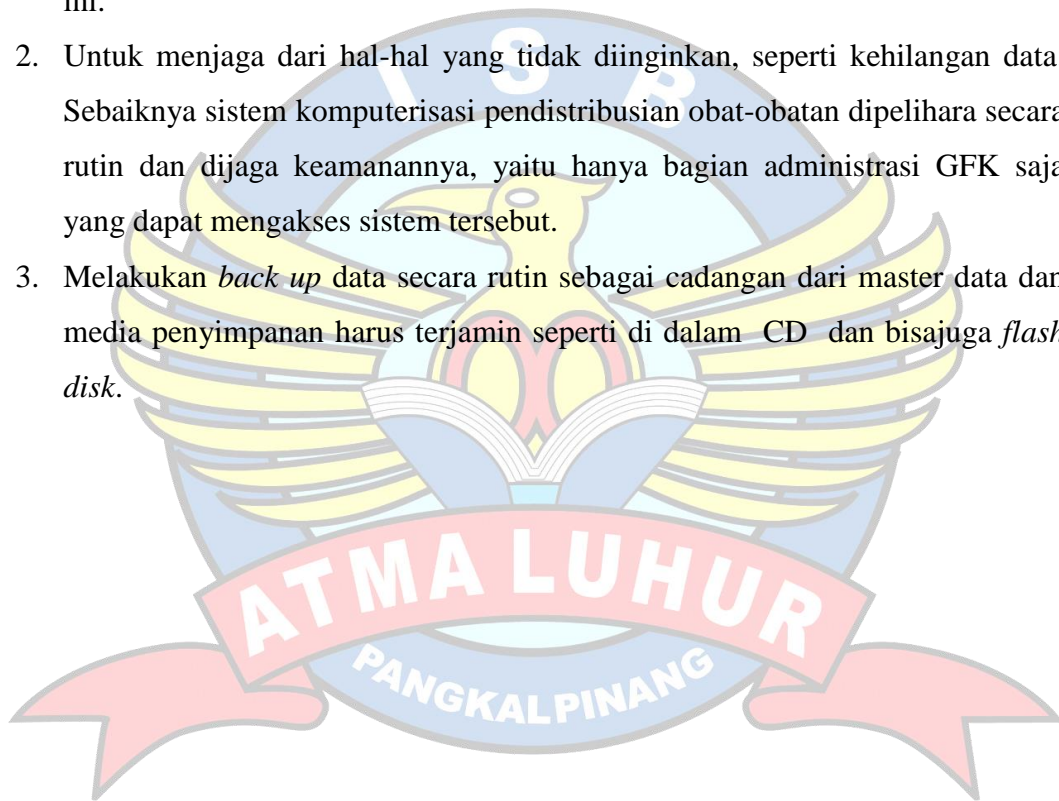 ini.
2. Untuk menjaga dari hal-hal yang tidak diinginkan, seperti kehilangan data
Sebaiknya sistem komputerisasi pendistribusian obat-obatan dipelihara secara
rutin dan dijaga keamanannya, yaitu hanya bagian administrasi GFK saja
yang dapat mengakses sistem tersebut.
3. Melakukan back up data secara rutin sebagai cadangan dari master data dan
media penyimpanan harus terjamin seperti di dalam CD dan bisajuga flash
disk.
I S B
ATMA LUHUR
PANGKALPINANG